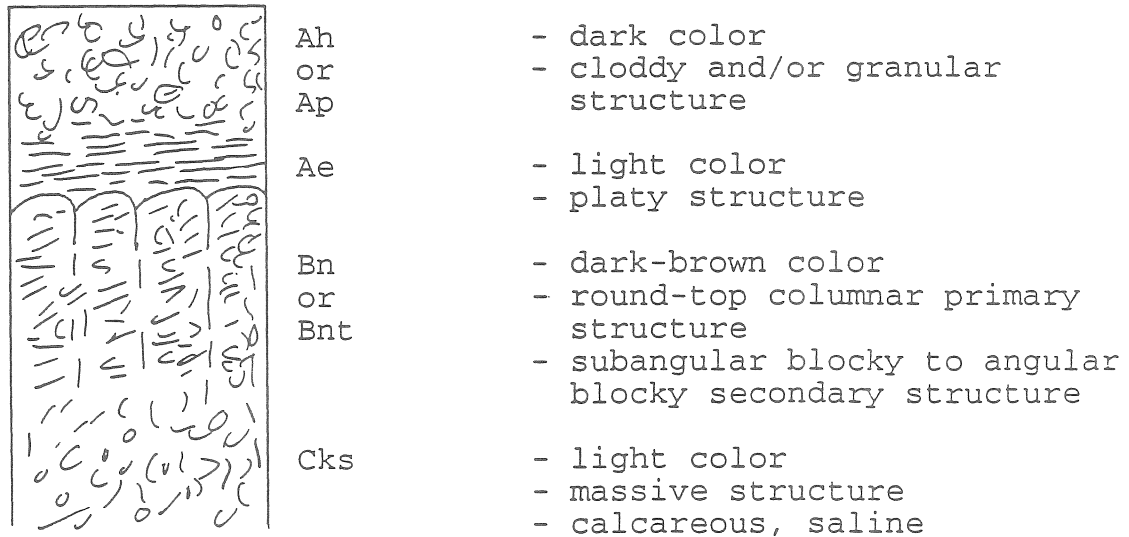 Ah - dark color
or - cloddy and/or granular
Ap structure
Ae - light color
- platy structure
Bn - dark-brown color
or - round-top columnar primary
Bnt structure
- subangular blocky to angular
blocky secondary structure
Cks - light color
- massive structure
- calcareous, saline